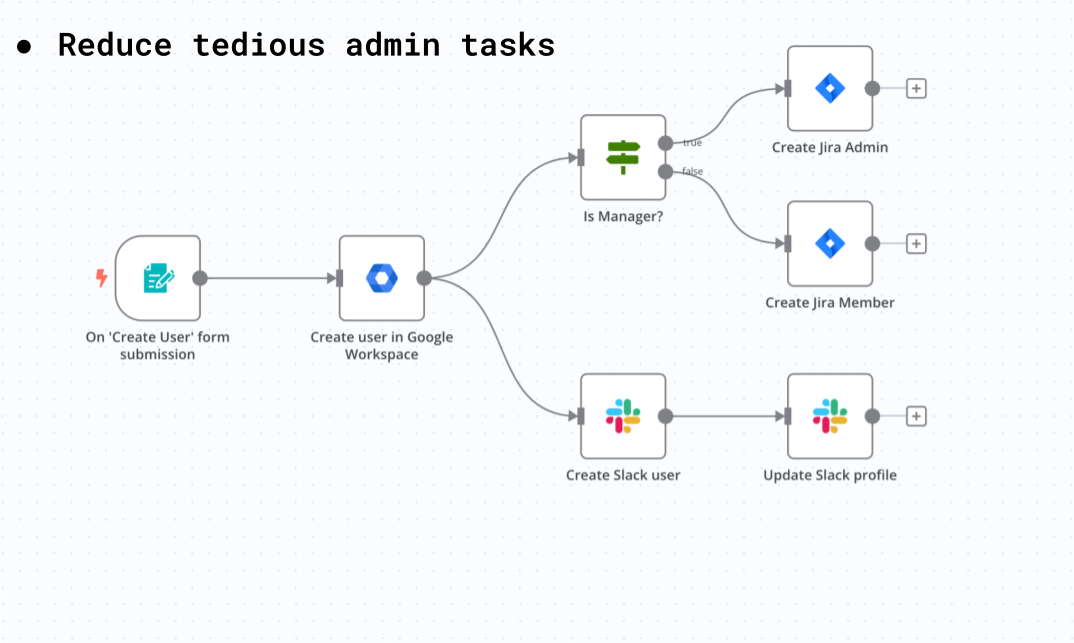 ● Reduce tedious admin tasks
Create Jira Admin
true
false
Is Manager?
Create Jira Member
On 'Create User' form
submission
Create user in Google
Workspace
Create Slack user
Update Slack profile